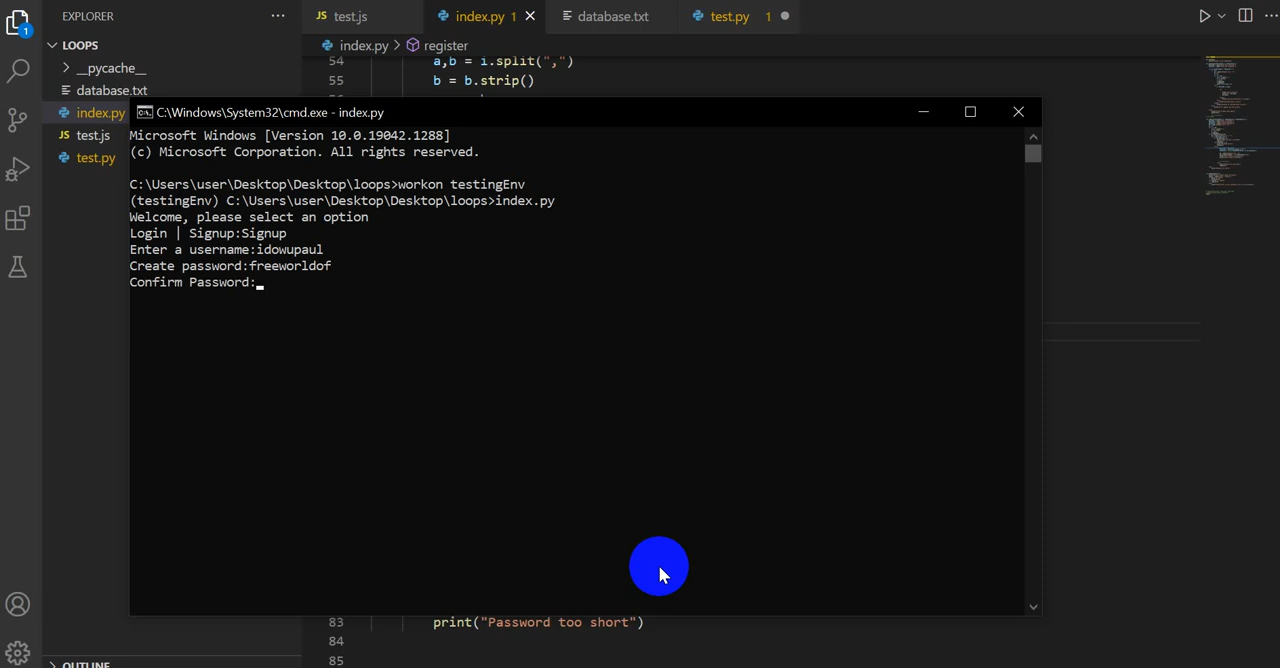 EXPLORER
LOOPS
__pycache__
database.txt
index.py
test.js
test.py
OUTLINE
1
JS test.js
index.py 1
database.txt
test.py 1
index.py > register
54 a,b = i.split(",")
55 b = b.strip()
C:\Windows\System32\cmd.exe - index.py
Microsoft Windows [Version 10.0.19042.1288]
(c) Microsoft Corporation. All rights reserved.
C:\Users\user\Desktop\Desktop\loops>workon testingEnv
(testingEnv) C:\Users\user\Desktop\Desktop\loops>index.py
Welcome, please select an option
Login | Signup:Signup
Enter a username:idowupaul
Create password:freeworldof
Confirm Password:
83 print("Password too short")
84
85